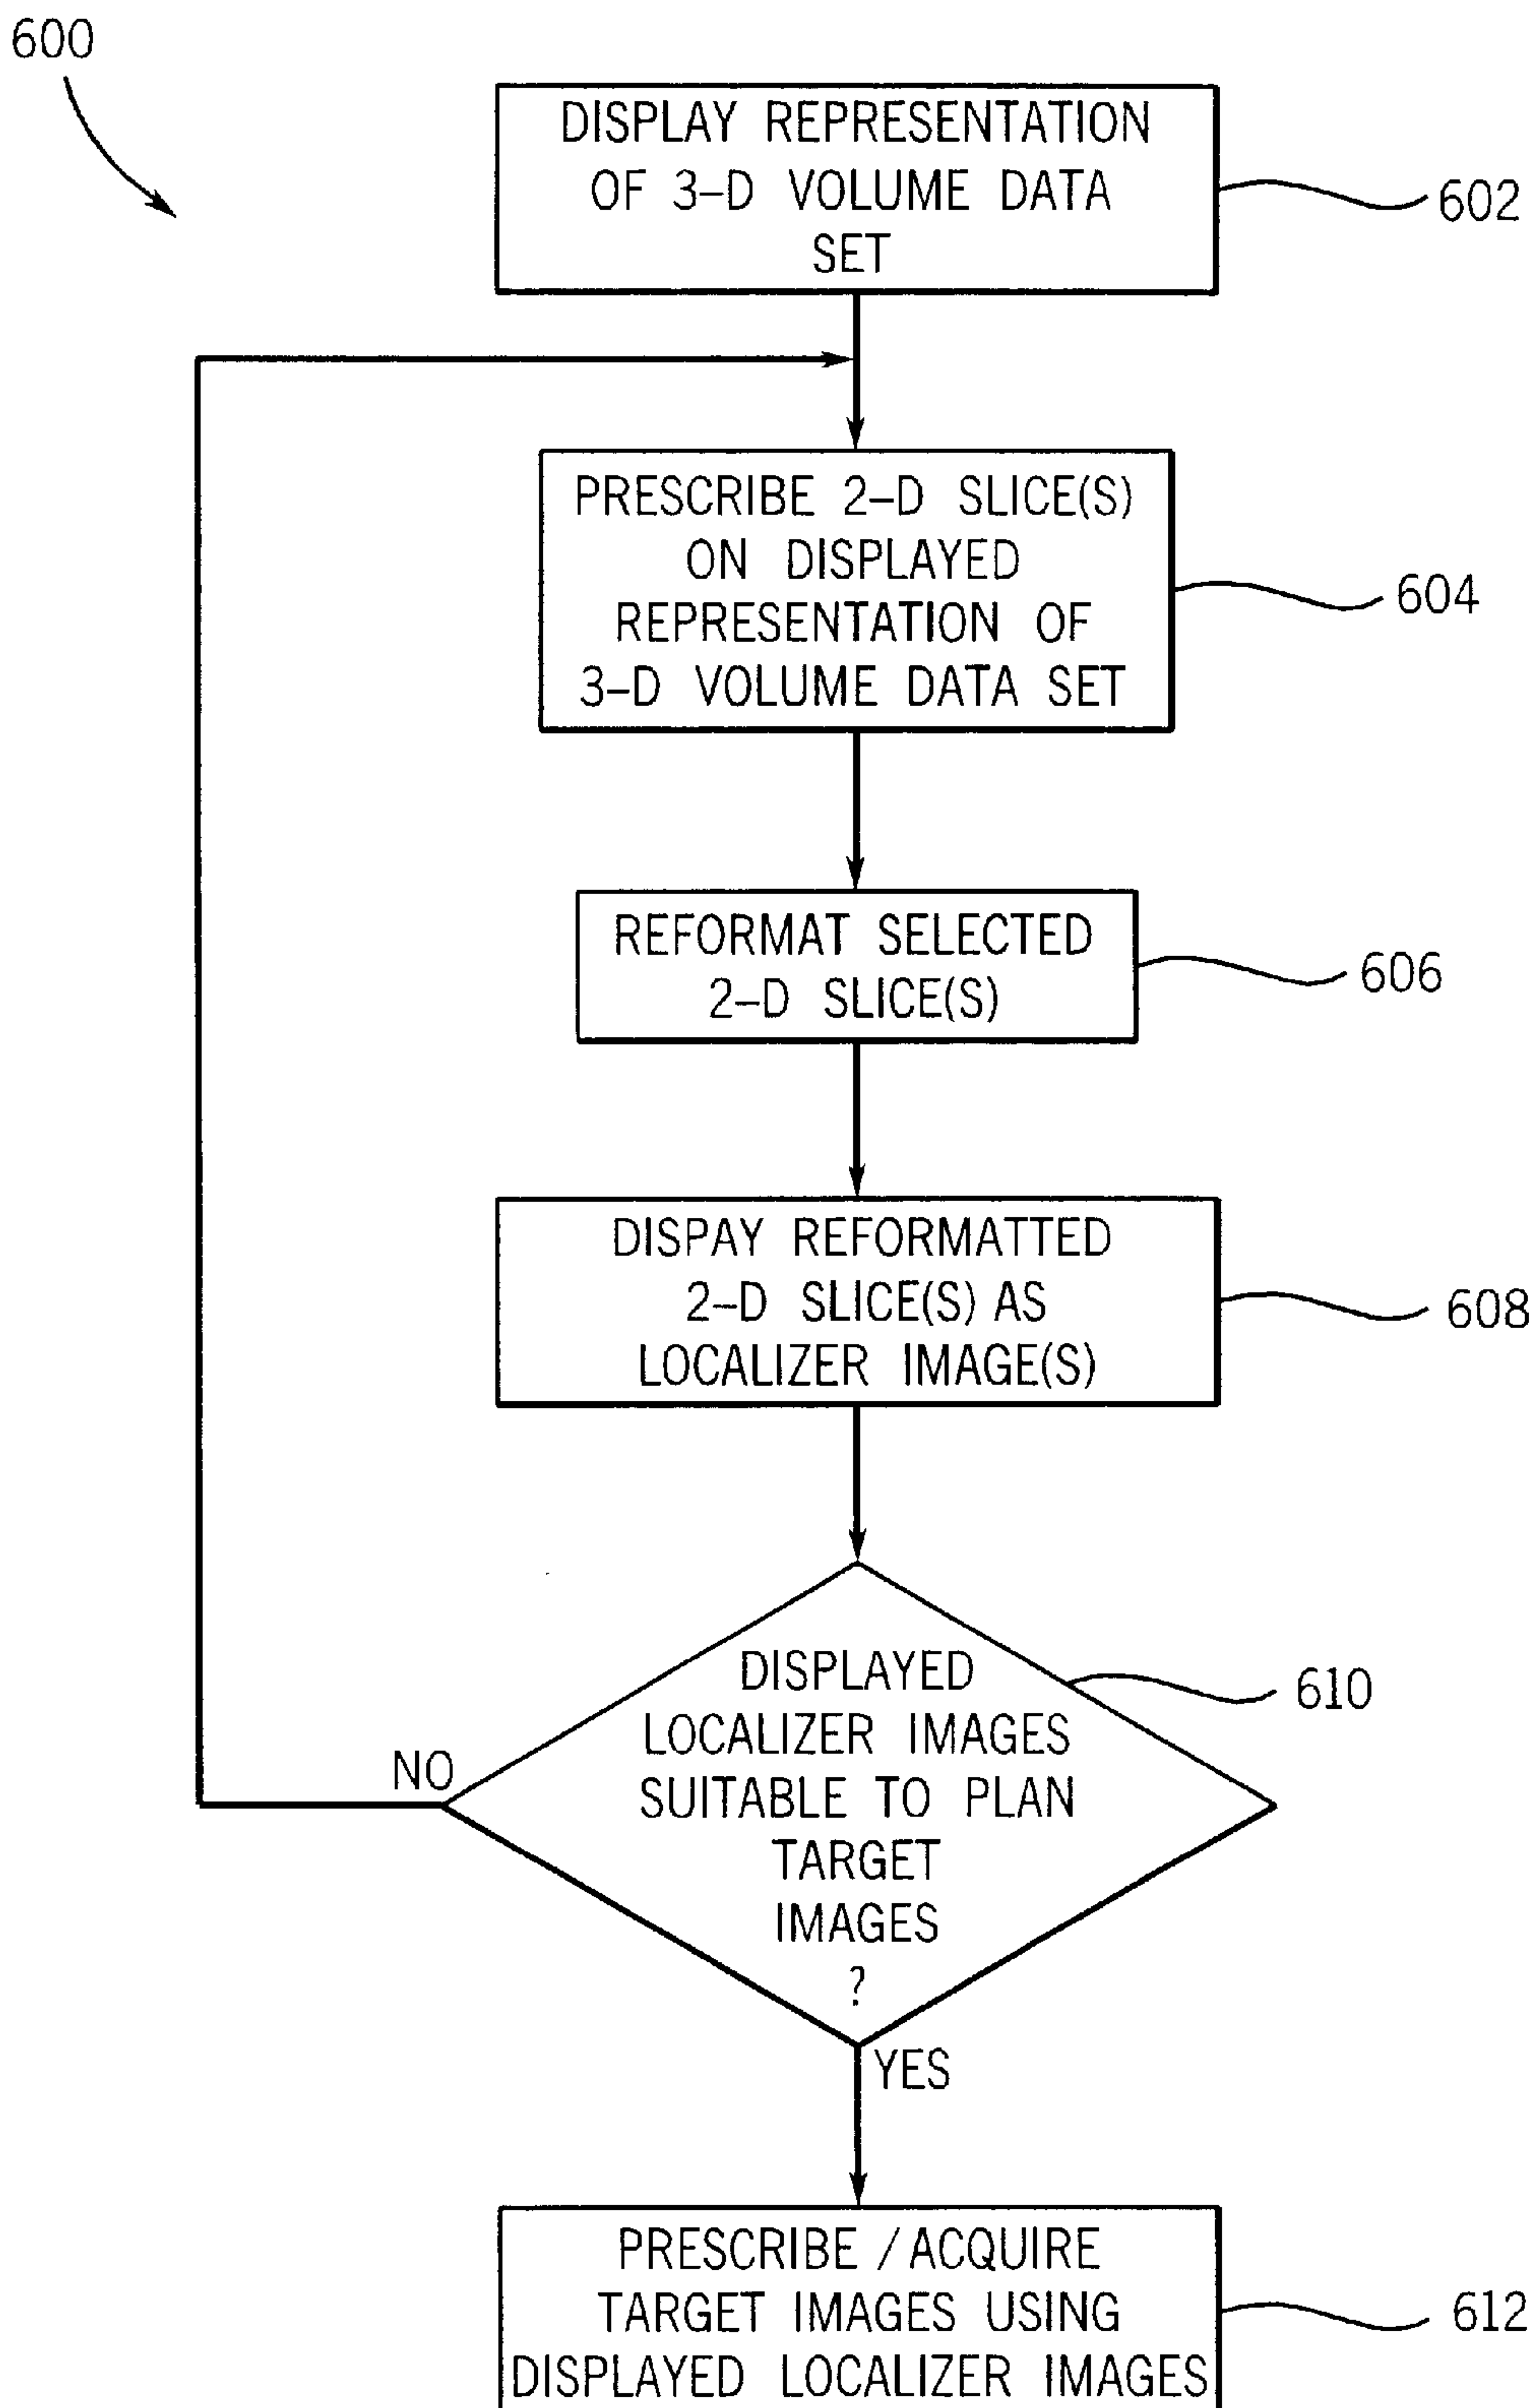 600
DISPLAY REPRESENTATION
OF 3-D VOLUME DATA
SET
602
PRESCRIBE 2-D SLICE(S)
ON DISPLAYED
REPRESENTATION OF
3-D VOLUME DATA SET
604
REFORMAT SELECTED
2-D SLICE(S)
606
DISPAY REFORMATTED
2-D SLICE(S) AS
LOCALIZER IMAGE(S)
608
DISPLAYED
LOCALIZER IMAGES
SUITABLE TO PLAN
TARGET
IMAGES
?
610
NO
YES
PRESCRIBE / ACQUIRE
TARGET IMAGES USING
DISPLAYED LOCALIZER IMAGES
612